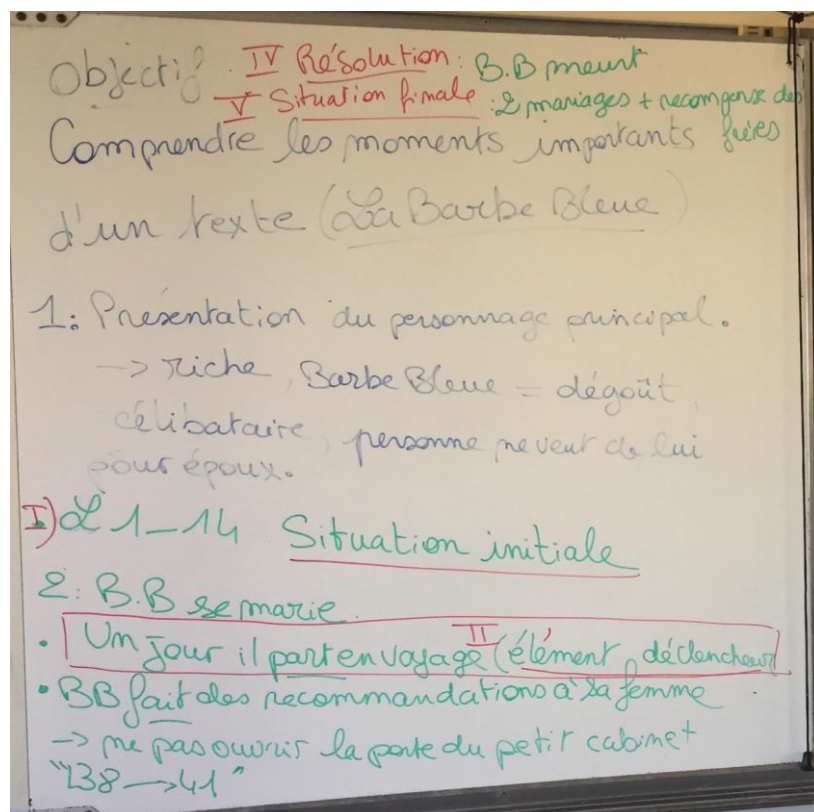 Objectif
IV Résolution : B.B meurt
V Situation finale : 2 mariages + recompense des
fées
Comprendre les moments importants
d'un texte (La Barbe Bleue)
1: Présentation du personnage principal.
-> riche, Barbe Bleue = dégoût,
célibataire, personne ne veut de lui
pour époux.
I) L 1-14 Situation initiale
2: B.B se marie.
• Un jour il part en voyage II (élément déclencheur)
• BB fait des recommandations à sa femme
-> ne pas ouvrir la porte du petit cabinet
"L38 -> 41"